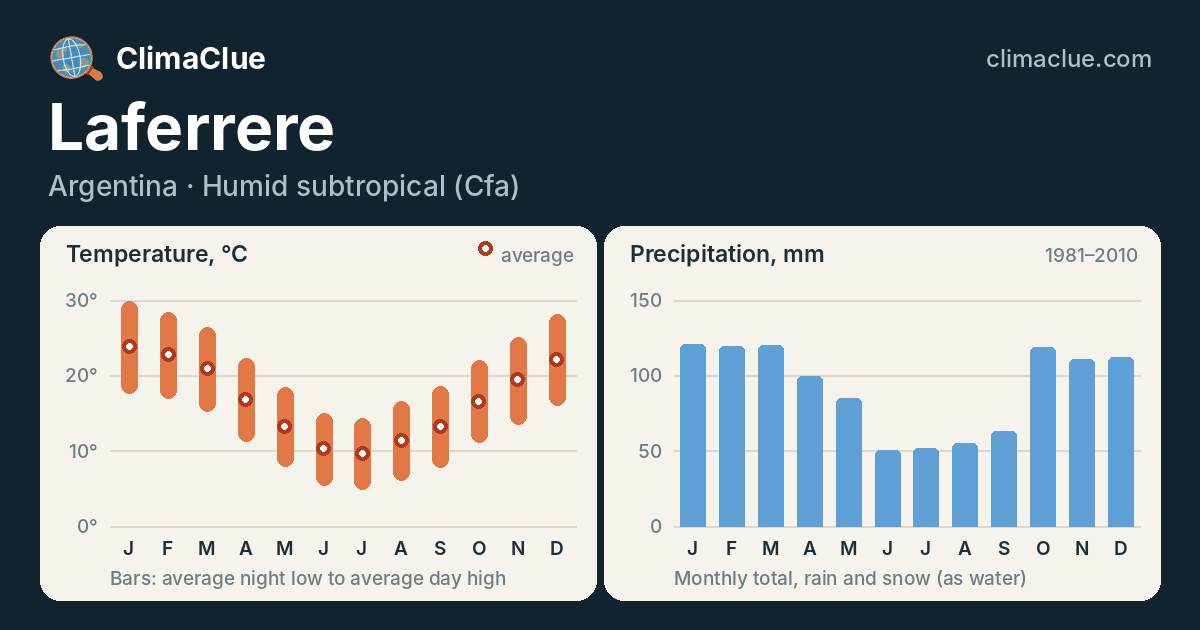 ClimaClue
climaclue.com
Laferrere
Argentina · Humid subtropical (Cfa)
Temperature, °C
average
30°
20°
10°
0°
J F M A M J J A S O N D
Bars: average night low to average day high
Precipitation, mm
1981–2010
150
100
50
0
J F M A M J J A S O N D
Monthly total, rain and snow (as water)